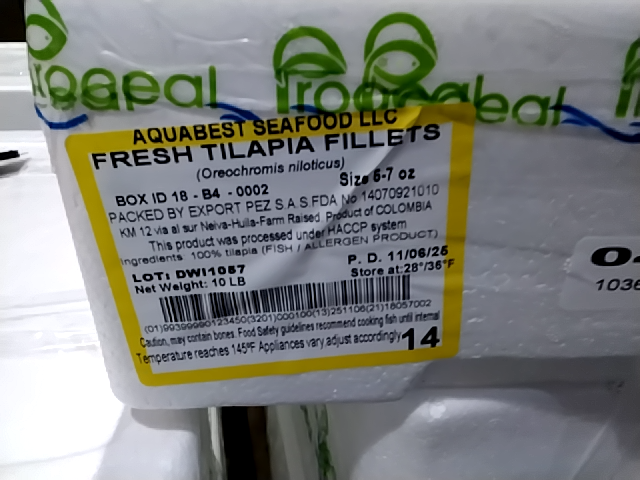 Propepal Propepal
AQUABEST SEAFOOD LLC
FRESH TILAPIA FILLETS
(Oreochromis niloticus)
Size 5-7 oz
BOX ID 18 - B4 - 0002
PACKED BY EXPORT PEZ S.A.S.FDA No 14070921010
KM 12 via al sur Neiva-Huila-Farm Raised Product of COLOMBIA
This product was processed under HACCP system
Ingredients 100% tilapia (FISH / ALLERGEN PRODUCT)
LOT: DWI1057 P. D. 11/06/25
Net Weight: 10 LB Store at:28°/36°F
Caution, may contain bones. Food Safety guidelines recommend cooking fish until internal
Temperature reaches 145°F Appliances vary adjust accordingly 14
1036